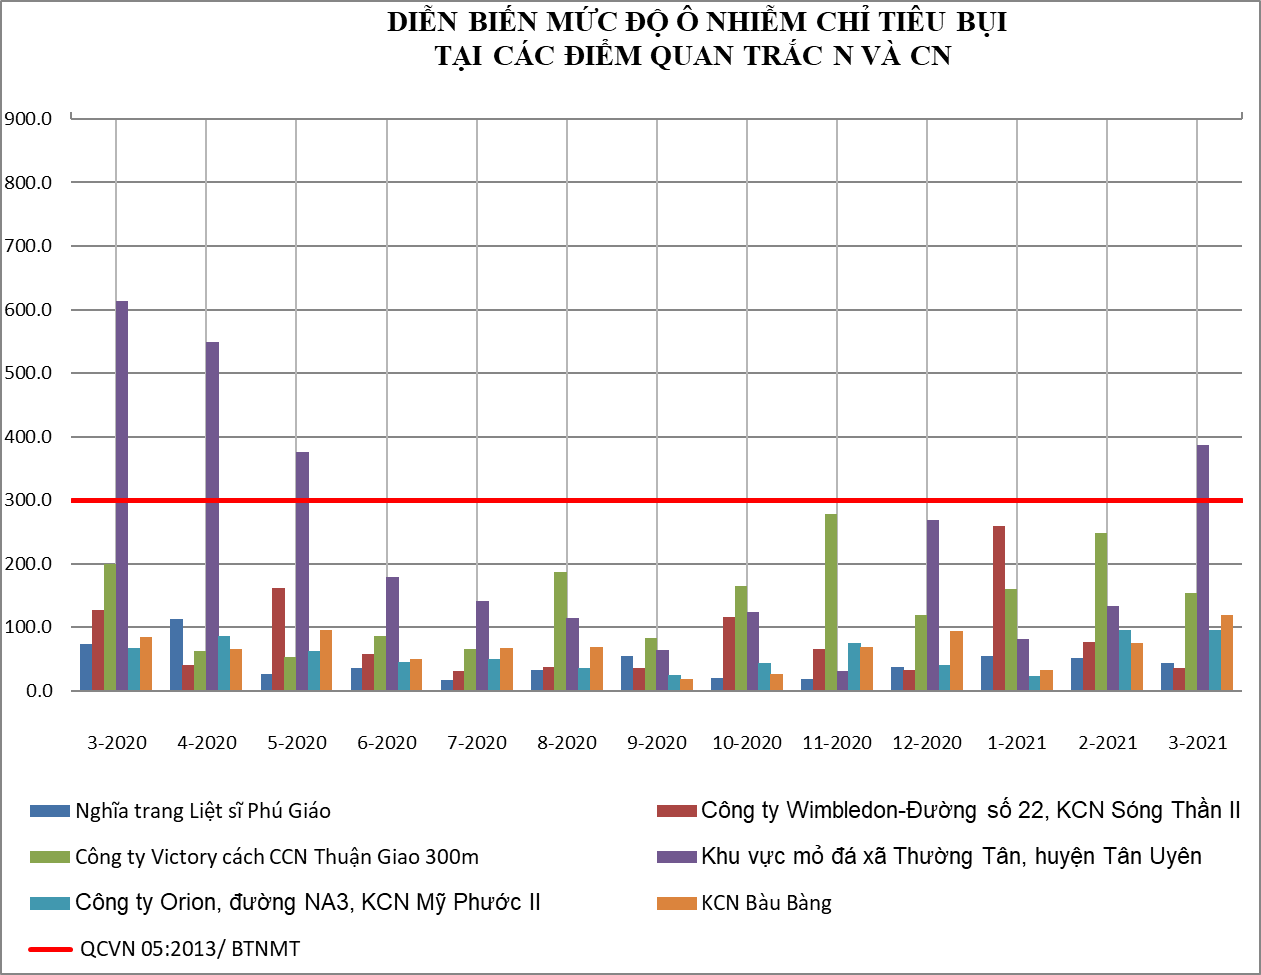 DIỄN BIẾN MỨC ĐỘ Ô NHIỄM CHỈ TIÊU BỤI
TẠI CÁC ĐIỂM QUAN TRẮC N VÀ CN
900.0
800.0
700.0
600.0
500.0
400.0
300.0
200.0
100.0
0.0
3-2020 4-2020 5-2020 6-2020 7-2020 8-2020 9-2020 10-2020 11-2020 12-2020 1-2021 2-2021 3-2021
Nghĩa trang Liệt sĩ Phú Giáo Công ty Wimbledon-Đường số 22, KCN Sóng Thần II
Công ty Victory cách CCN Thuận Giao 300m Khu vực mỏ đá xã Thường Tân, huyện Tân Uyên
Công ty Orion, đường NA3, KCN Mỹ Phước II KCN Bàu Bàng
QCVN 05:2013/ BTNMT